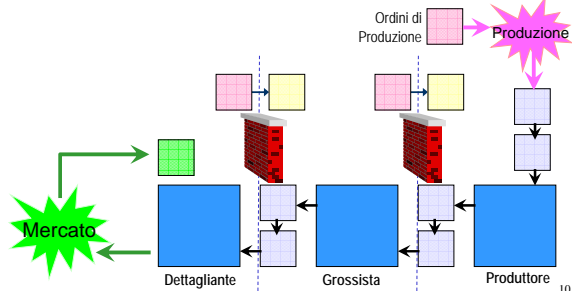 Ordini di
Produzione
Produzione
Mercato
Dettagliante
Grossista
Produttore
10